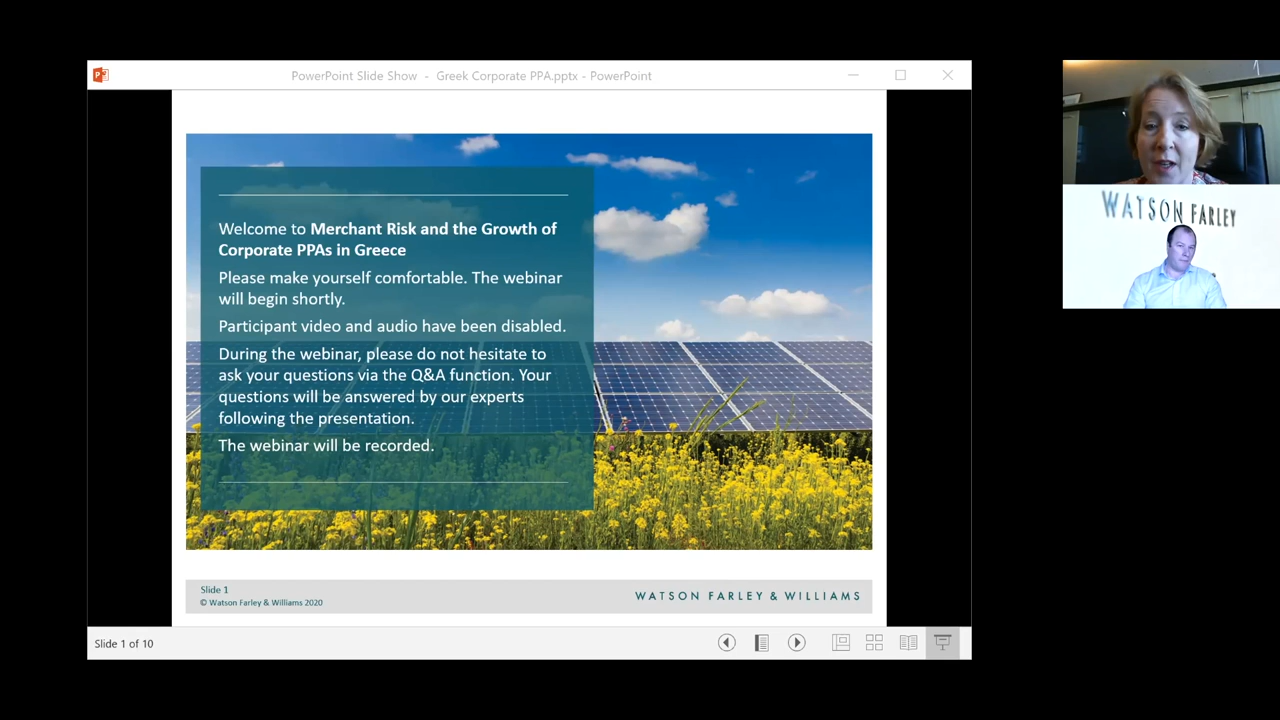 PowerPoint Slide Show - Greek Corporate PPA.pptx - PowerPoint
Welcome to Merchant Risk and the Growth of
Corporate PPAs in Greece
Please make yourself comfortable. The webinar
will begin shortly.
Participant video and audio have been disabled.
During the webinar, please do not hesitate to
ask your questions via the Q&A function. Your
questions will be answered by our experts
following the presentation.
The webinar will be recorded.
Slide 1
© Watson Farley & Williams 2020
WATSON FARLEY & WILLIAMS
Slide 1 of 10
WATSON FARLEY